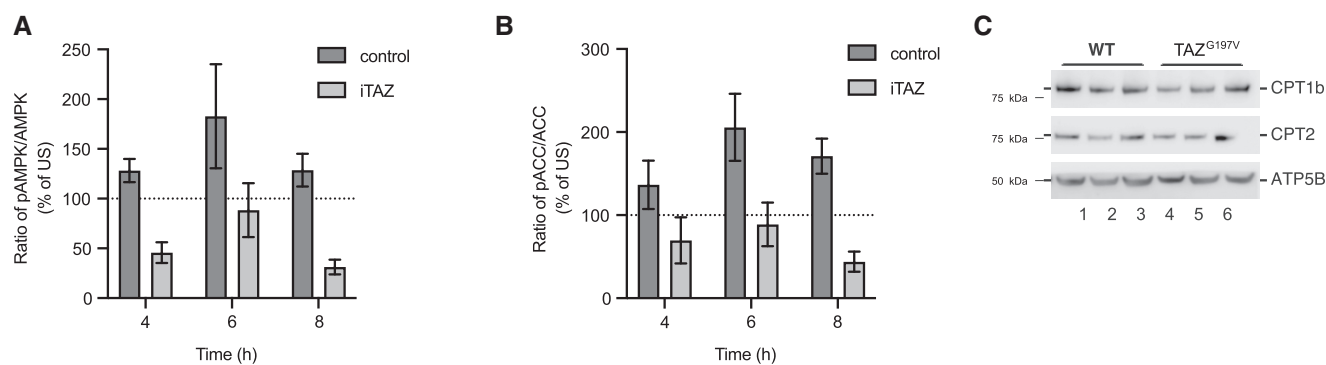 A
Ratio of pAMPK/AMPK
(% of US)
250
200
150
100
50
0
4
6
8
Time (h)
control
iTAZ
B
Ratio of pACC/ACC
(% of US)
300
200
100
0
4
6
8
Time (h)
control
iTAZ
C
WT TAZᴳ¹⁹⁷ⱽ
75 kDa CPT1b
75 kDa CPT2
50 kDa ATP5B
1 2 3 4 5 6